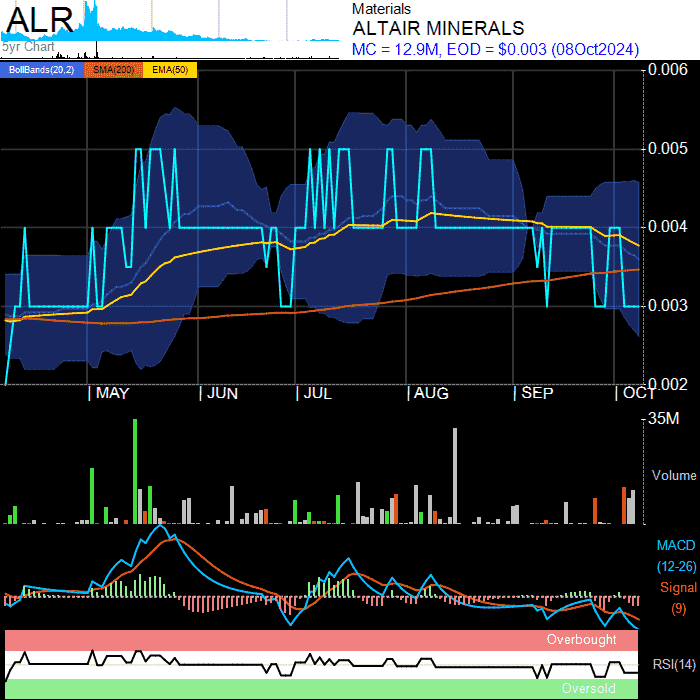 ALR
5yr Chart
Materials
ALTAIR MINERALS
MC = 12.9M, EOD = $0.003 (08Oct2024)
BollBands(20,2) SMA(200) EMA(50)
0.006
0.005
0.004
0.003
0.002
MAY JUN JUL AUG SEP OCT
35M
Volume
MACD
(12-26)
Signal
(9)
Overbought
RSI(14)
Oversold